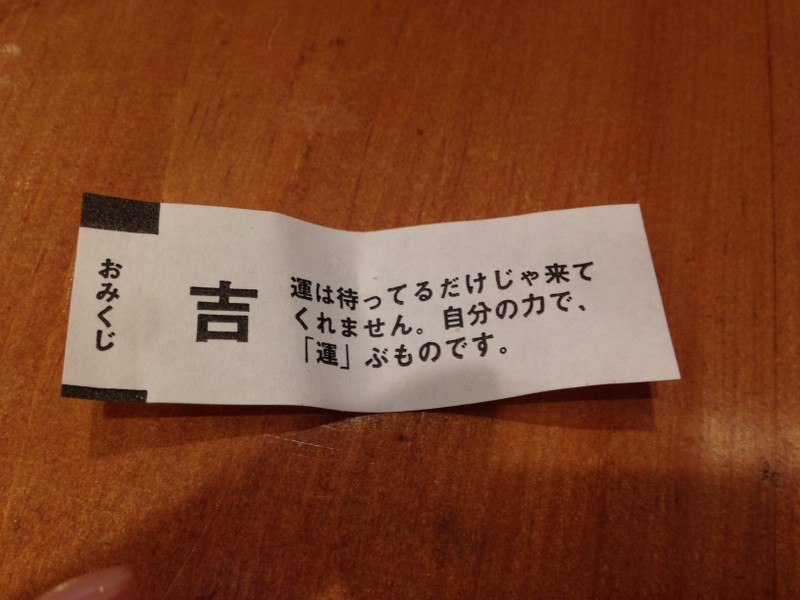 おみくじ
吉
運は待ってるだけじゃ来て
くれません。自分の力で、
「運」ぶものです。